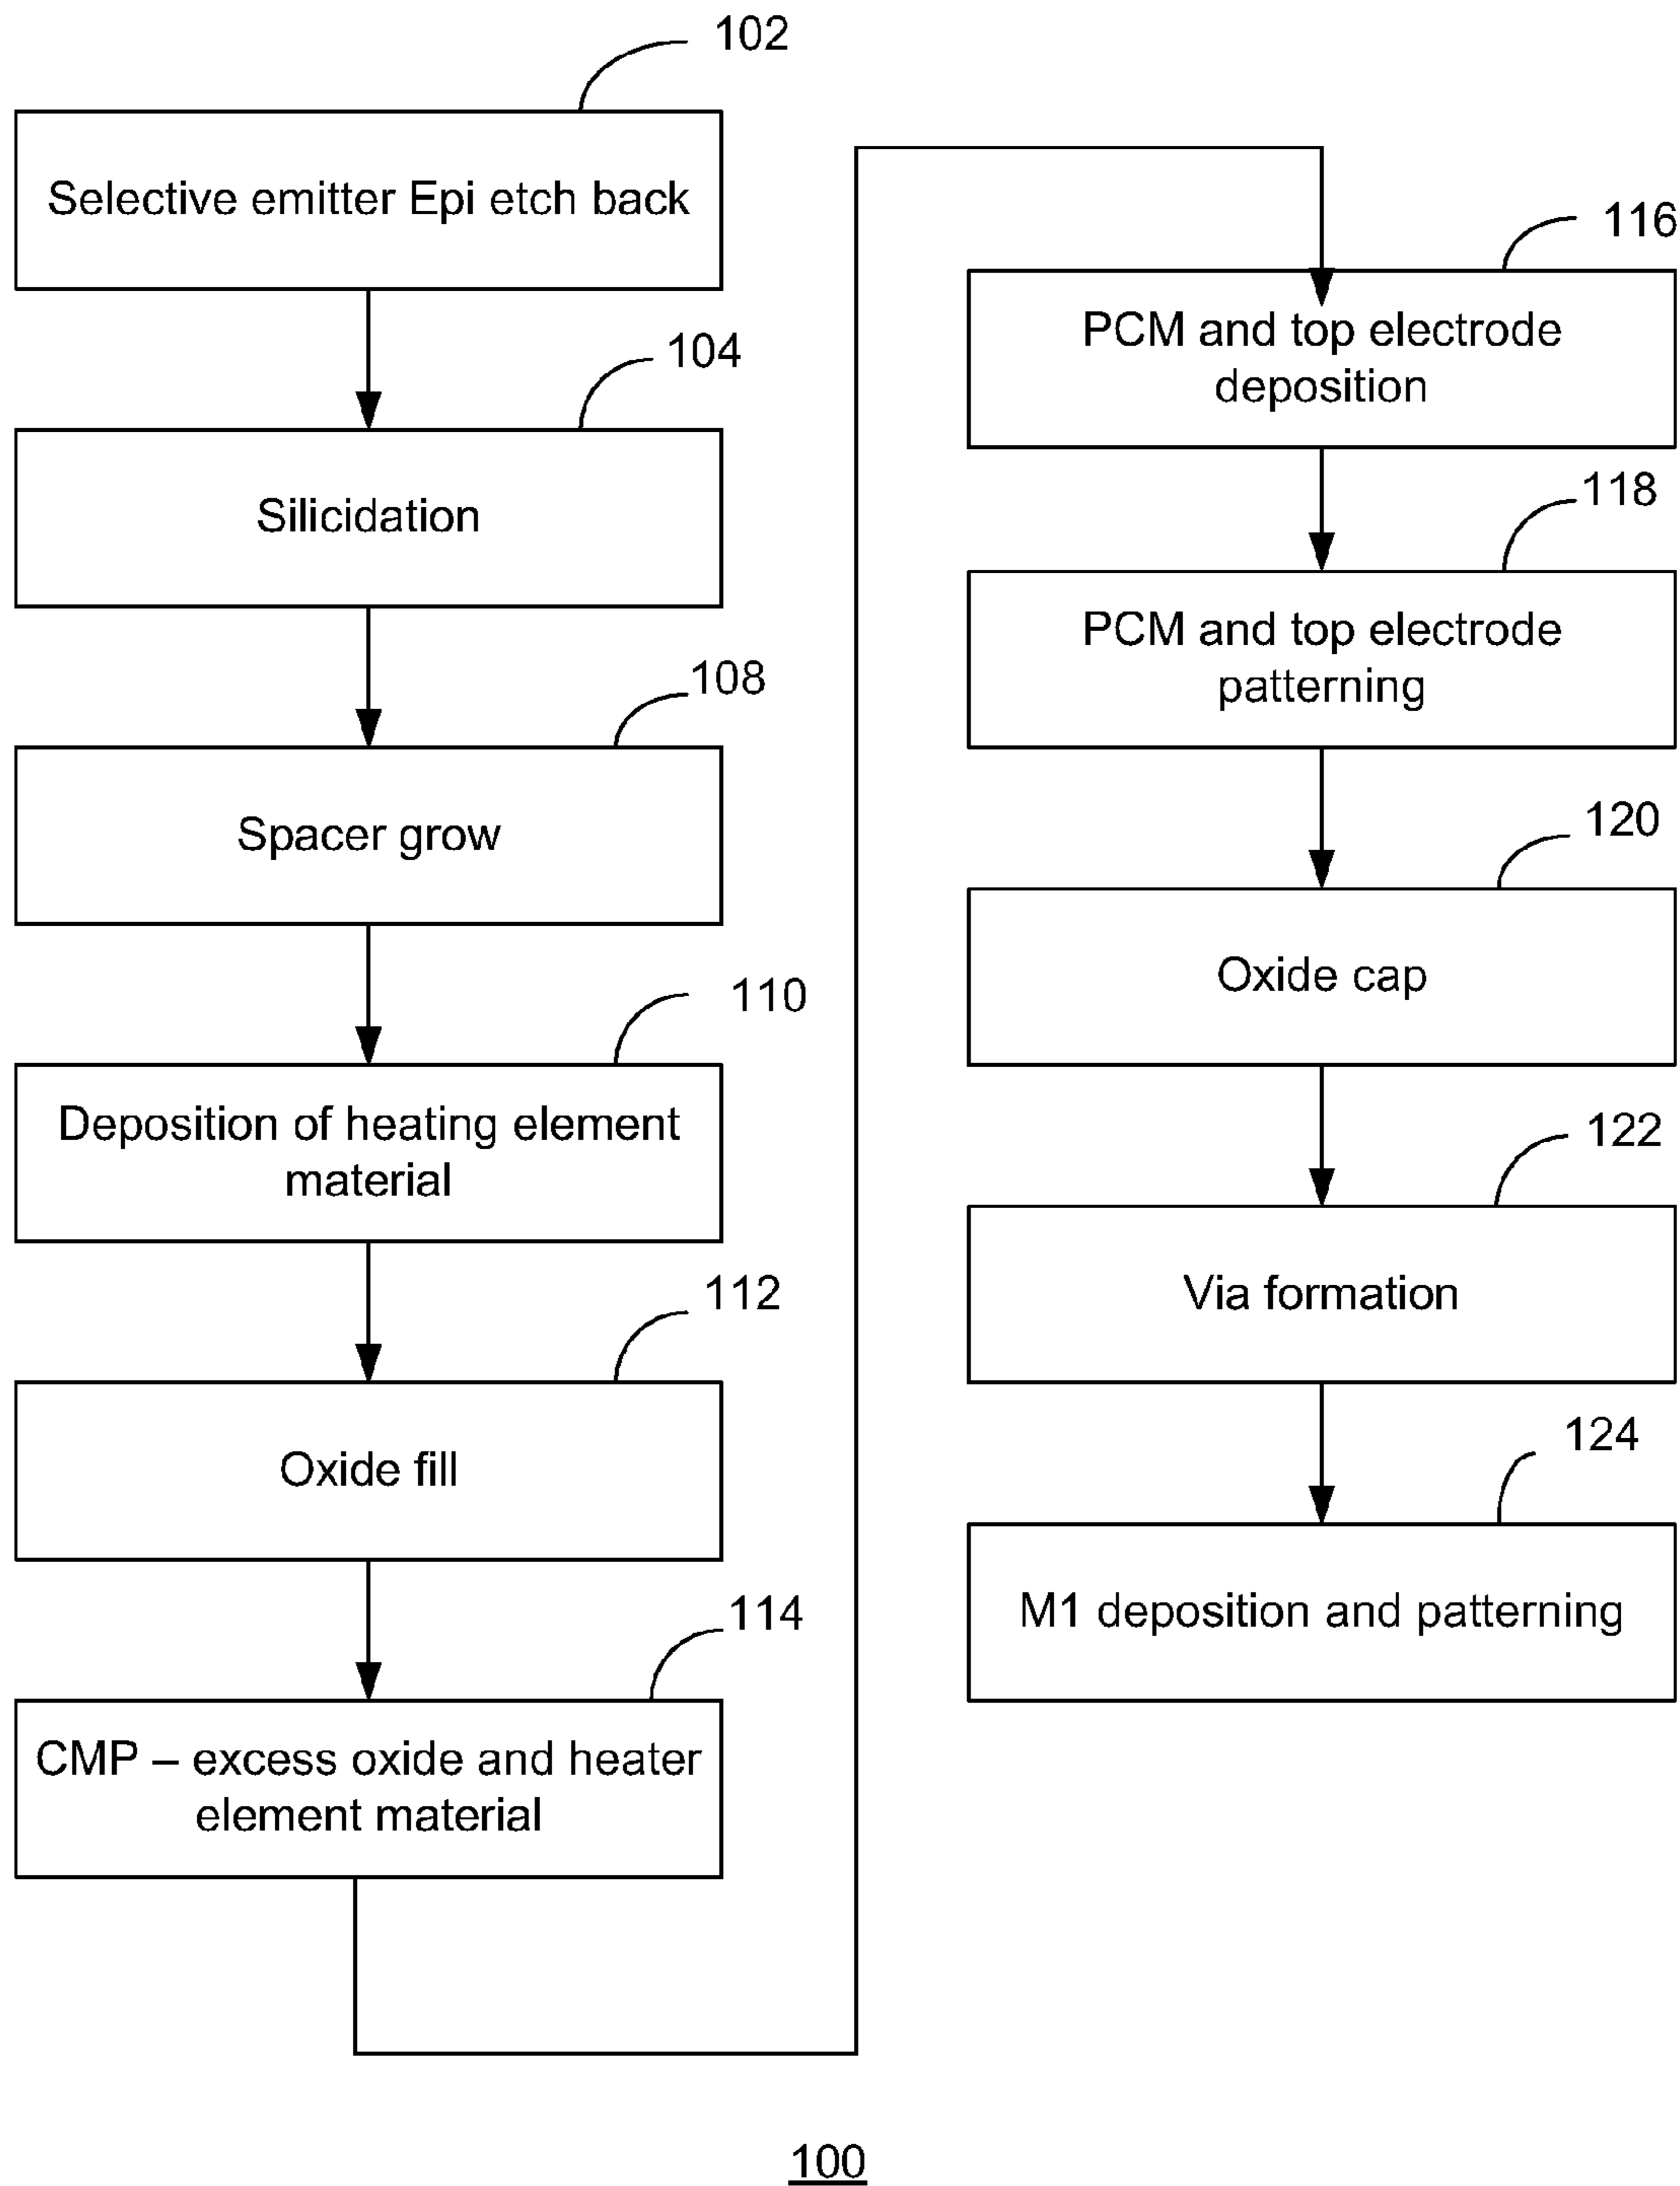 102
Selective emitter Epi etch back
104
Silicidation
108
Spacer grow
110
Deposition of heating element
material
112
Oxide fill
114
CMP – excess oxide and heater
element material
116
PCM and top electrode
deposition
118
PCM and top electrode
patterning
120
Oxide cap
122
Via formation
124
M1 deposition and patterning
100